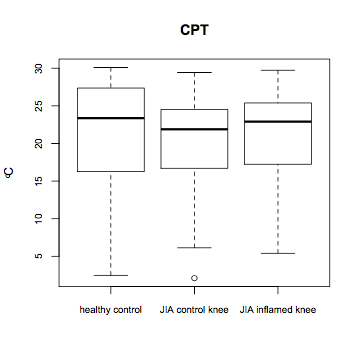 CPT
30
25
20
15
10
5
°C
healthy control
JIA control knee
JIA inflamed knee